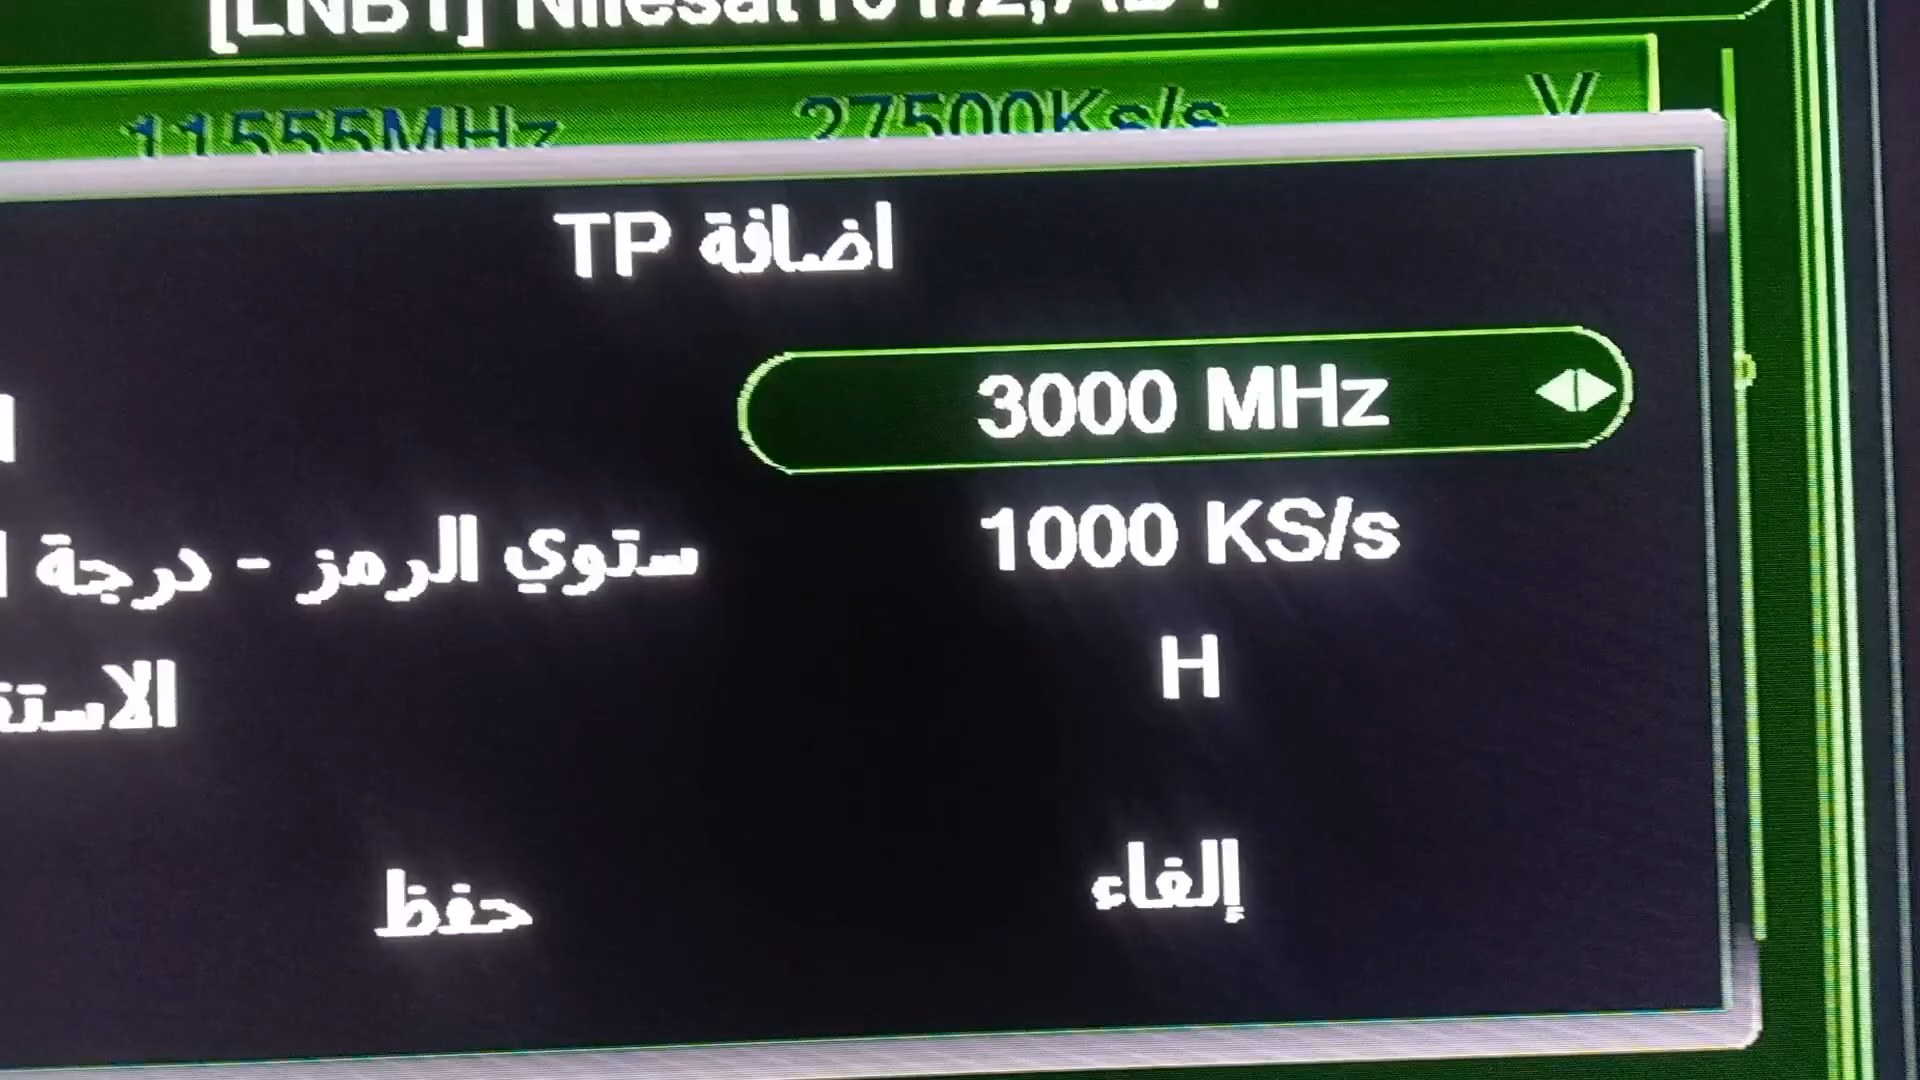 [LNB1] Nilesat
11555MHz 27500Ks/s V
اضافة TP
3000 MHz
ستوي الرمز - درجة 1000 KS/s
H
حفظ إلغاء